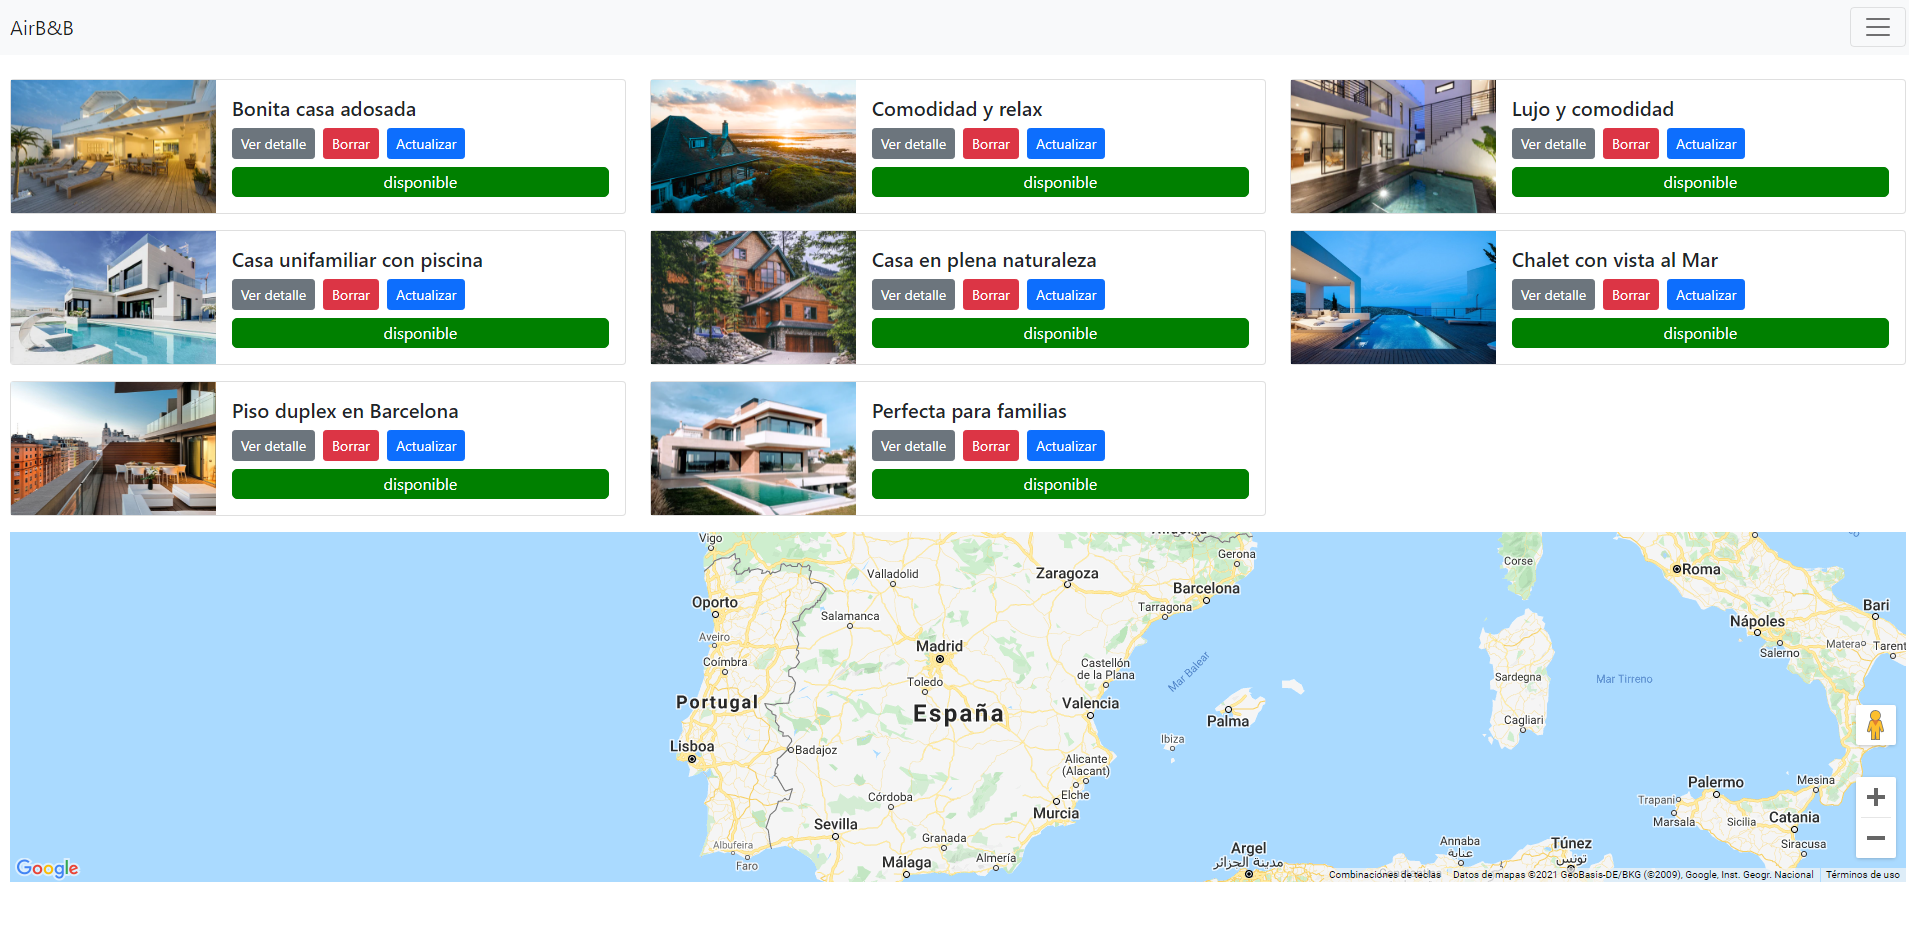 AirB&B
Bonita casa adosada
Ver detalle Borrar Actualizar
disponible
Comodidad y relax
Ver detalle Borrar Actualizar
disponible
Lujo y comodidad
Ver detalle Borrar Actualizar
disponible
Casa unifamiliar con piscina
Ver detalle Borrar Actualizar
disponible
Casa en plena naturaleza
Ver detalle Borrar Actualizar
disponible
Chalet con vista al Mar
Ver detalle Borrar Actualizar
disponible
Piso duplex en Barcelona
Ver detalle Borrar Actualizar
disponible
Perfecta para familias
Ver detalle Borrar Actualizar
disponible
Vigo
Gerona
Corse
Valladolid
Zaragoza
Roma
Barcelona
Oporto
Tarragona
Bari
Salamanca
Nápoles
Aveiro
Madrid
Matera
Tarent
Salerno
Coímbra
Castellón
de la Plana
Mar Balear
Toledo
Sardegna
Mar Tirreno
Portugal
España
Valencia
Palma
Cagliari
Lisboa
Badajoz
Ibiza
Alicante
(Alacant)
Córdoba
Elche
Murcia
Palermo
Mesina
Trapani
Marsala
Sicilia
Catania
Sevilla
Granada
Siracusa
Albufeira
Faro
Málaga
Almería
Argel
مدينة الجزائر
Annaba
عنابة
Túnez
تونس
Google
Combinaciones de teclas
Datos de mapas ©2021 GeoBasis-DE/BKG (©2009), Google, Inst. Geogr. Nacional
Términos de uso